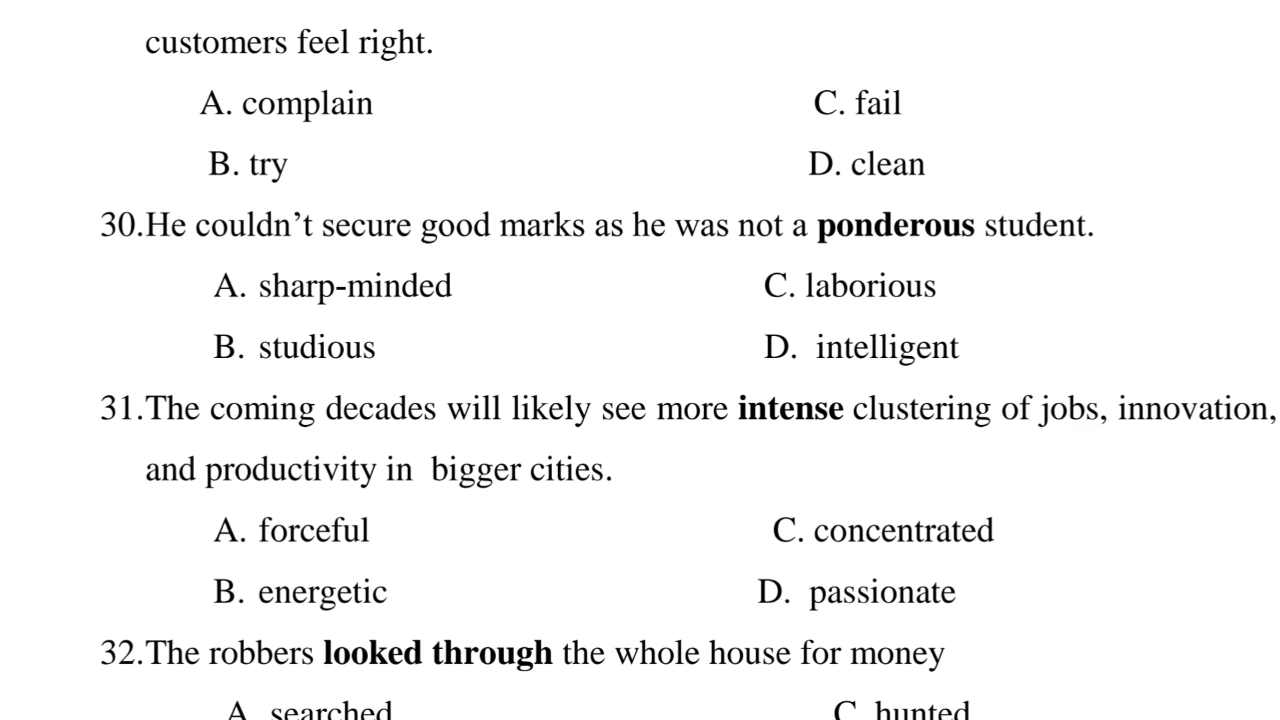 customers feel right.
A. complain C. fail
B. try D. clean
30.He couldn’t secure good marks as he was not a ponderous student.
A. sharp-minded C. laborious
B. studious D. intelligent
31.The coming decades will likely see more intense clustering of jobs, innovation,
and productivity in bigger cities.
A. forceful C. concentrated
B. energetic D. passionate
32.The robbers looked through the whole house for money
A. searched C. hunted